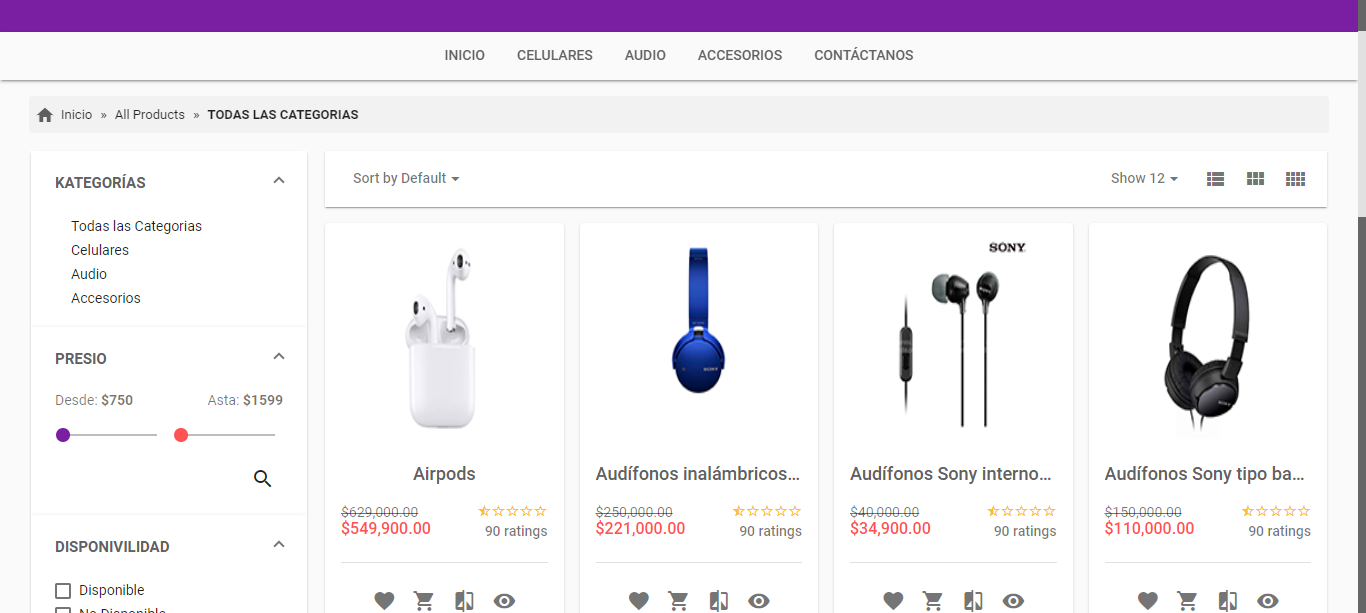 INICIO CELULARES AUDIO ACCESORIOS CONTÁCTANOS
Inicio » All Products » TODAS LAS CATEGORIAS
KATEGORÍAS
Todas las Categorias
Celulares
Audio
Accesorios
PRESIO
Desde: $750 Asta: $1599
DISPONIVILIDAD
Disponible
No Disponible
Sort by Default Show 12
Airpods
$629,000.00
$549,900.00
90 ratings
Audífonos inalámbricos...
$250,000.00
$221,000.00
90 ratings
SONY
Audífonos Sony interno...
$40,000.00
$34,900.00
90 ratings
Audífonos Sony tipo ba...
$150,000.00
$110,000.00
90 ratings